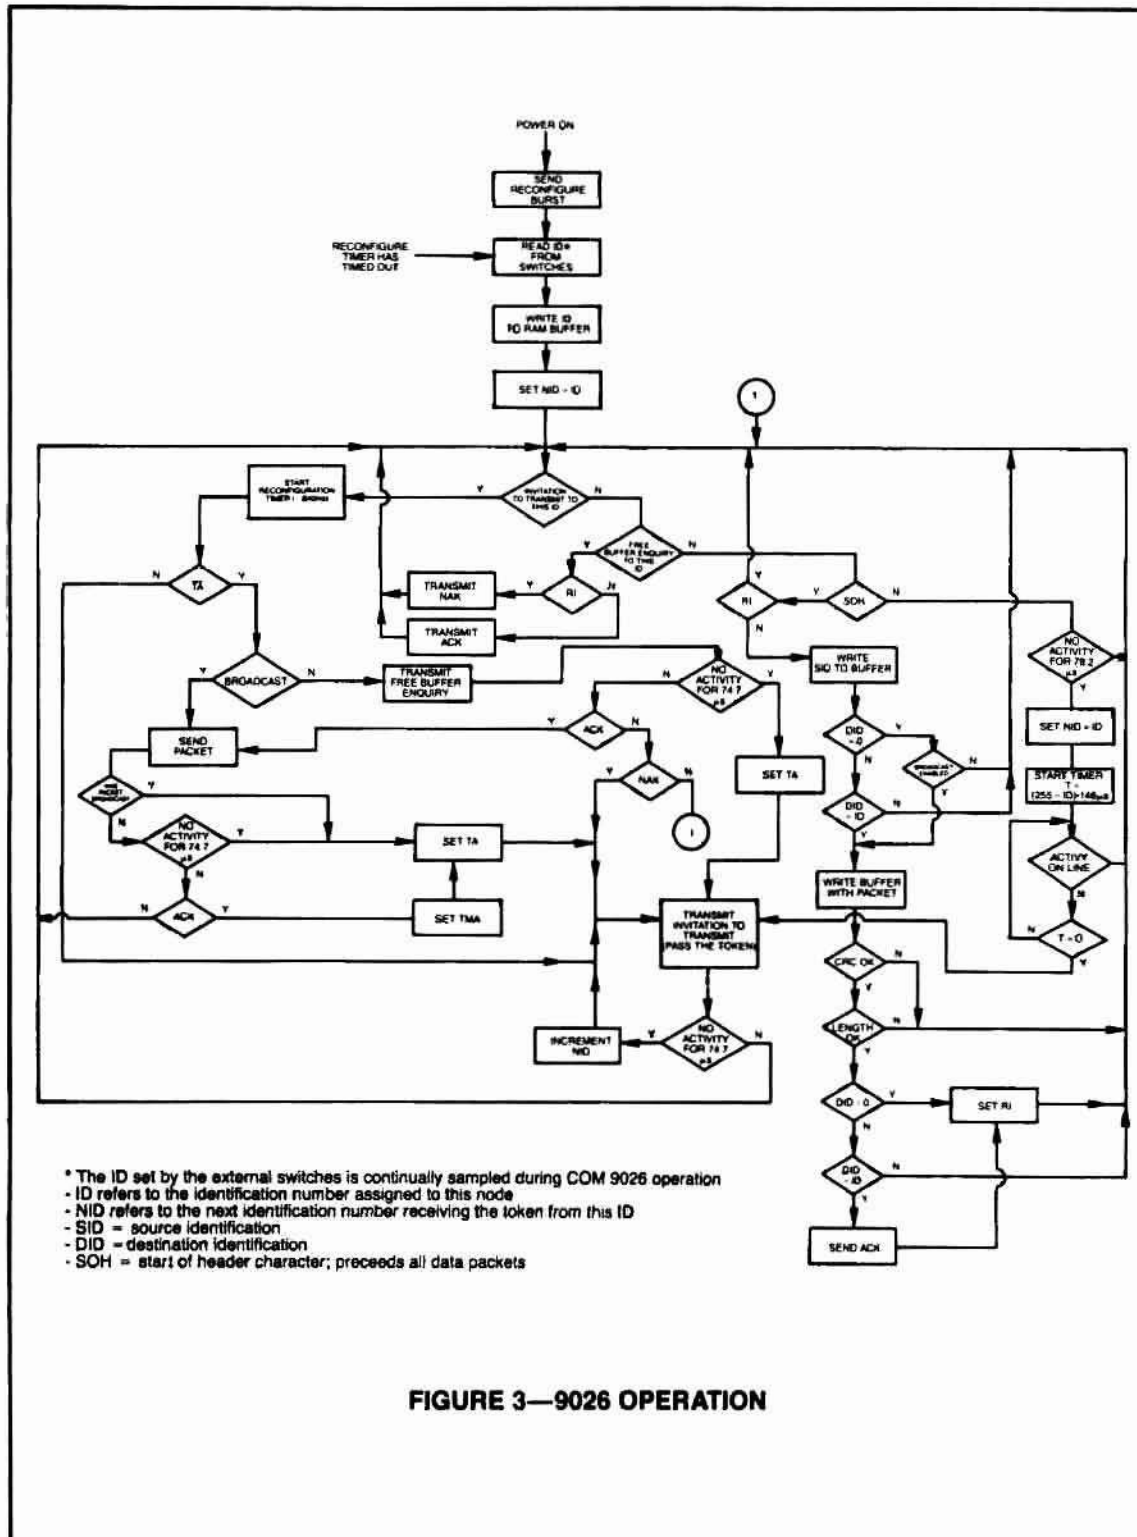 POWER ON
SEND
RECONFIGURE
BURST
RECONFIGURE
TIMER HAS
TIMED OUT
READ ID*
FROM
SWITCHES
WRITE ID
TO RAM BUFFER
SET NID = ID
1
START
RECONFIGURATION
TIMER
Y
INVITATION
TO TRANSMIT TO
THIS ID
N
Y
FREE
BUFFER ENQUIRY
TO THIS
ID
N
N
TA
Y
TRANSMIT
NAK
Y
RI
N
TRANSMIT
ACK
Y
RI
N
Y
SOH
N
NO
ACTIVITY
FOR 78.2
µS
Y
Y
BROADCAST
N
TRANSMIT
FREE BUFFER
ENQUIRY
N
NO
ACTIVITY
FOR 74.7
µS
Y
WRITE
SID TO BUFFER
SET NID = ID
SEND
PACKET
Y
ACK
N
DID
= 0
Y
N
BROADCAST
ENABLED
N
Y
START TIMER
T =
(255 - ID)×146µS
WAS
PACKET
BROADCAST
Y
N
Y
NAK
N
SET TA
DID
= ID
N
Y
ACTIVY
ON LINE
N
NO
ACTIVITY
FOR 74.7
µS
Y
N
SET TA
1
WRITE BUFFER
WITH PACKET
N
ACK
Y
SET TMA
TRANSMIT
INVITATION TO
TRANSMIT
(PASS THE TOKEN)
N
T = 0
Y
CRC OK
N
Y
LENGTH
OK
N
Y
INCREMENT
NID
Y
NO
ACTIVITY
FOR 74.7
µS
N
DID = 0
Y
N
SET RI
DID
= ID
N
Y
SEND ACK
* The ID set by the external switches is continually sampled during COM 9026 operation
- ID refers to the identification number assigned to this node
- NID refers to the next identification number receiving the token from this ID
- SID = source identification
- DID = destination identification
- SOH = start of header character; preceeds all data packets
FIGURE 3—9026 OPERATION